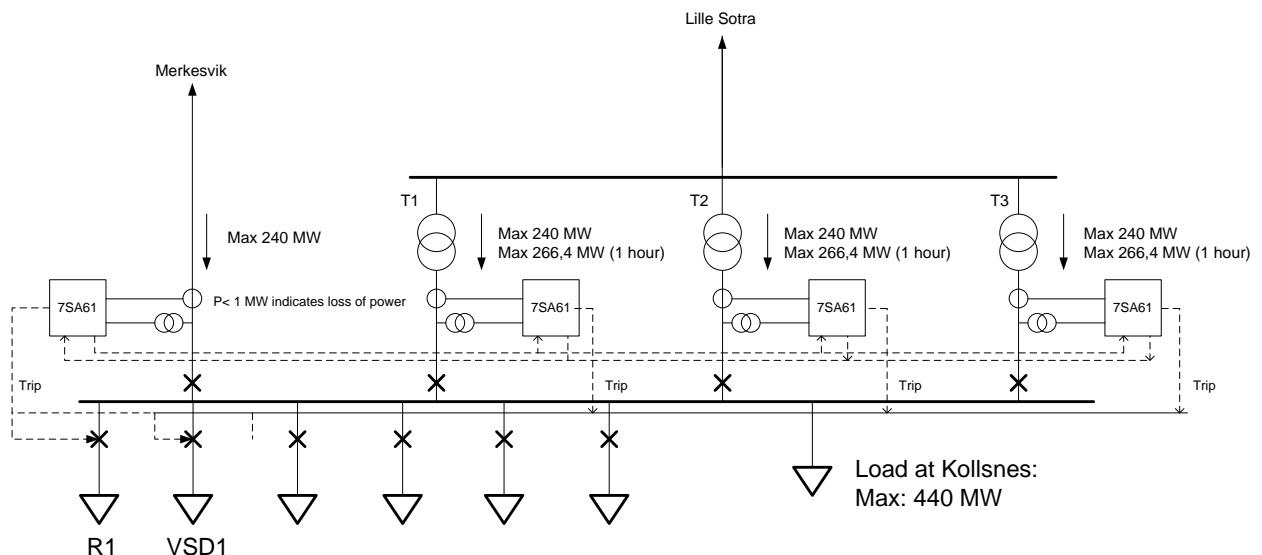 Lille Sotra
Merkesvik
T1
T2
T3
Max 240 MW
Max 240 MW
Max 266,4 MW (1 hour)
Max 240 MW
Max 266,4 MW (1 hour)
Max 240 MW
Max 266,4 MW (1 hour)
7SA61
P< 1 MW indicates loss of power
7SA61
7SA61
7SA61
Trip
Trip
Trip
Trip
Load at Kollsnes:
Max: 440 MW
R1
VSD1